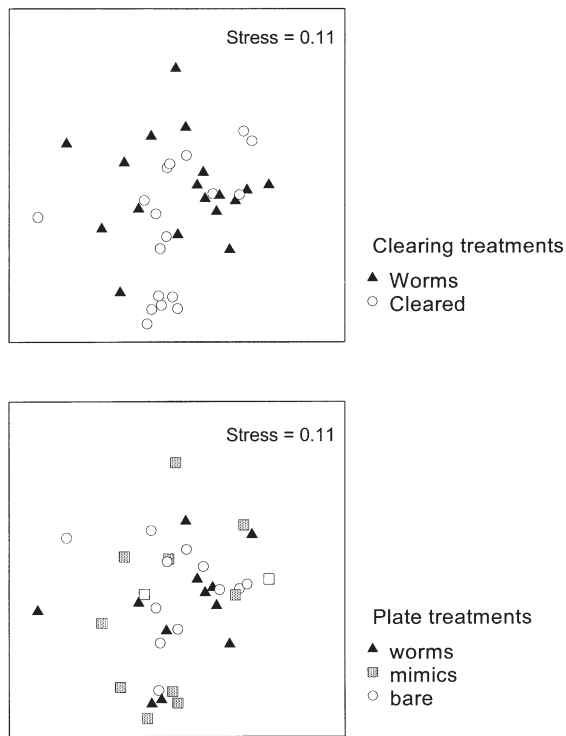 Stress = 0.11
Clearing treatments
Worms
Cleared
Stress = 0.11
Plate treatments
worms
mimics
bare